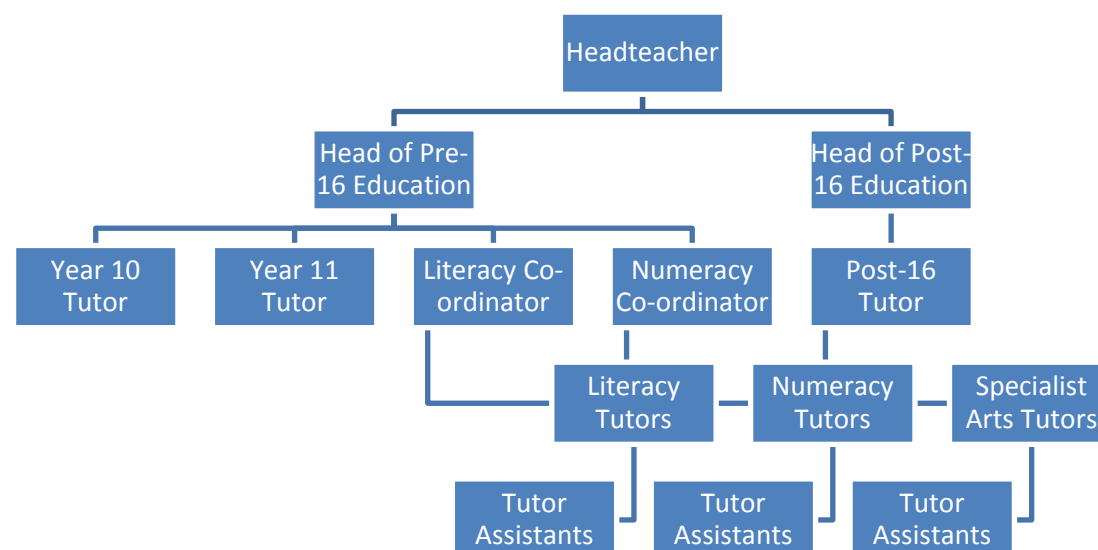 Headteacher
Head of Pre-
16 Education
Head of Post-
16 Education
Year 10
Tutor
Year 11
Tutor
Literacy Co-
ordinator
Numeracy
Co-ordinator
Post-16
Tutor
Literacy
Tutors
Numeracy
Tutors
Specialist
Arts Tutors
Tutor
Assistants
Tutor
Assistants
Tutor
Assistants